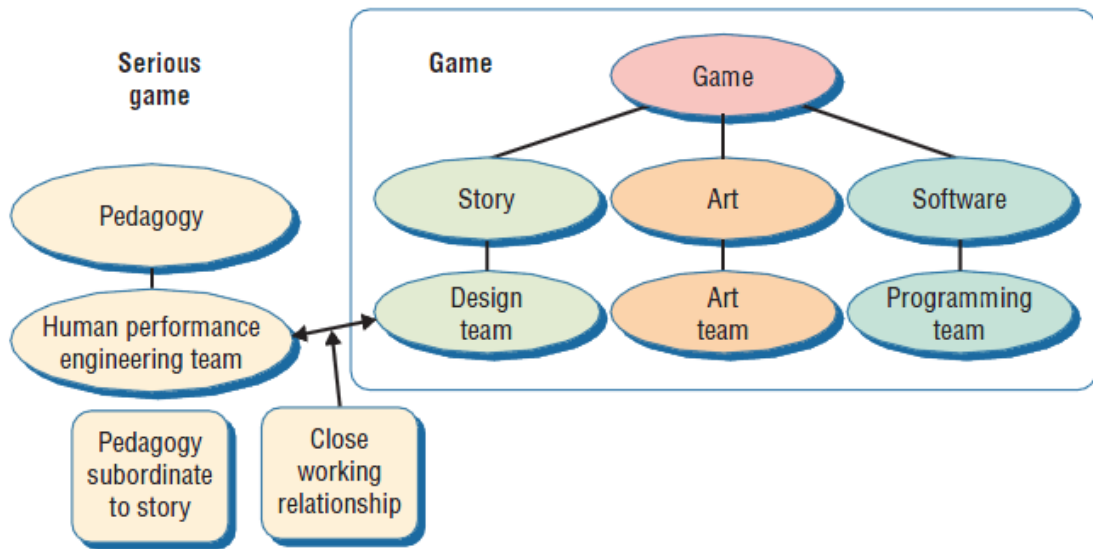 Serious
game
Game
Game
Story
Art
Software
Pedagogy
Design
team
Art
team
Programming
team
Human performance
engineering team
Pedagogy
subordinate
to story
Close
working
relationship